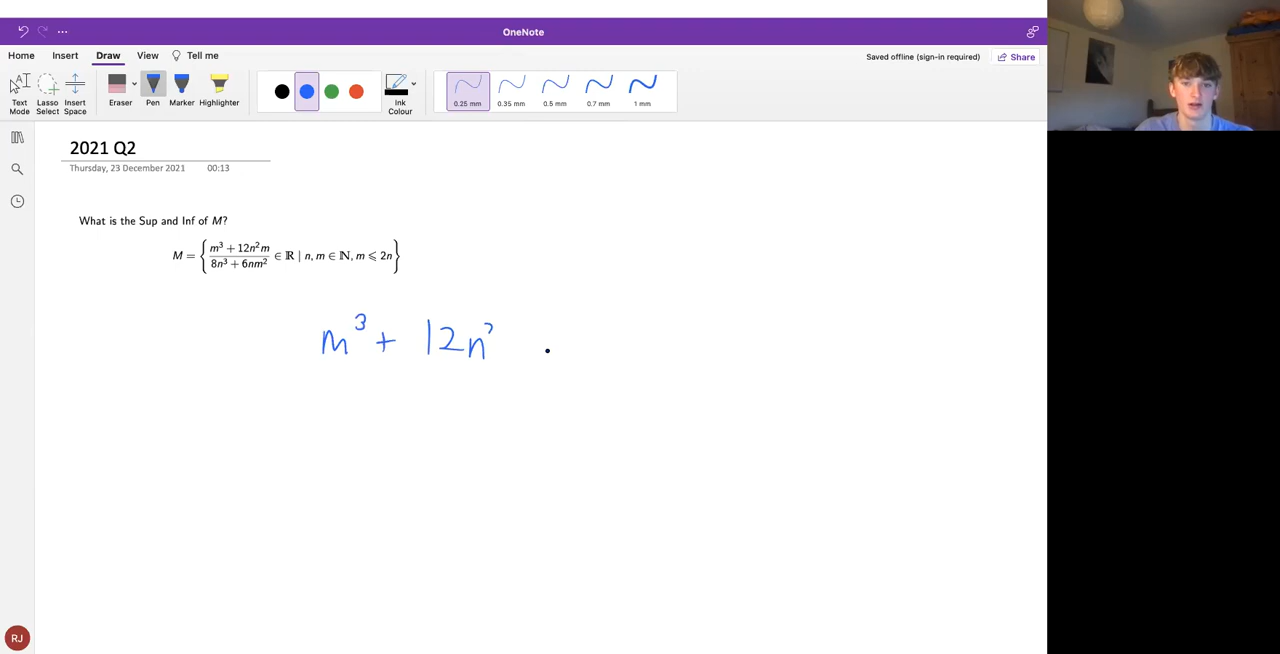 OneNote
Home Insert Draw View Tell me
Saved offline (sign-in required) Share
Text Mode Lasso Select Insert Space Eraser Pen Marker Highlighter Ink Colour 0.25 mm 0.35 mm 0.5 mm 0.7 mm 1 mm
2021 Q2
Thursday, 23 December 2021 00:13
What is the Sup and Inf of M?
M = { (m³ + 12n²m)/(8n³ + 6nm²) ∈ ℝ | n, m ∈ ℕ, m ⩽ 2n }
m³ + 12n²
RJ